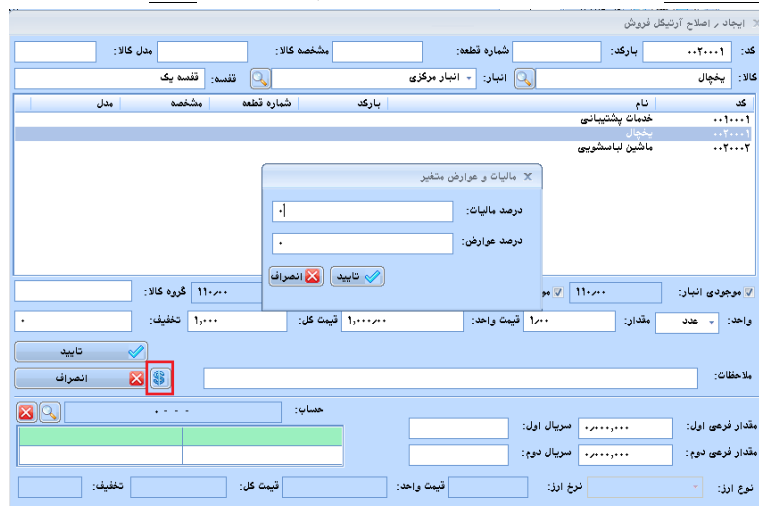 ایجاد / اصلاح آرتیکل فروش
کد: ۰۰۲۰۰۰۱ بارکد: شماره قطعه: مشخصه کالا: مدل کالا:
کالا: یخچال انبار: انبار مرکزی قفسه: قفسه یک
کد نام بارکد شماره قطعه مشخصه مدل
۰۰۱۰۰۰۱ خدمات پشتیبانی
۰۰۲۰۰۰۱ یخچال
۰۰۲۰۰۰۲ ماشین لباسشویی
مالیات و عوارض متغیر
درصد مالیات: ۰
درصد عوارض: ۰
تایید انصراف
موجودی انبار: ۱۱۰٫۰۰ مو ۱۱۰٫۰۰ گروه کالا:
واحد: عدد مقدار: ۱٫۰۰ قیمت واحد: ۱,۰۰۰٫۰۰ قیمت کل: ۱,۰۰۰ تخفیف: ۰
تایید
ملاحظات: انصراف
حساب: ۰ - - -
مقدار فرعی اول: ۰٫۰۰۰,۰۰۰ سریال اول:
مقدار فرعی دوم: ۰٫۰۰۰,۰۰۰ سریال دوم:
نوع ارز: نرخ ارز: قیمت واحد: قیمت کل: تخفیف: